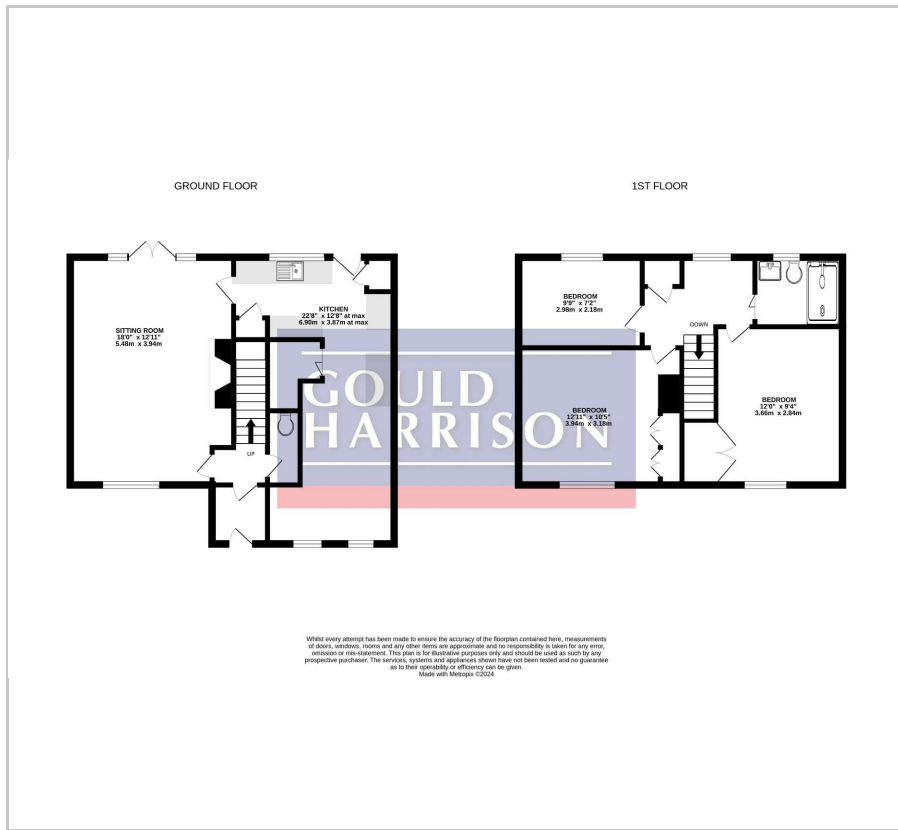 GROUND FLOOR
1ST FLOOR
SITTING ROOM
18'0" x 12'11"
5.48m x 3.94m
KITCHEN
22'8" x 12'8" at max
6.90m x 3.87m at max
UP
BEDROOM
9'9" x 7'2"
2.98m x 2.18m
DOWN
BEDROOM
12'11" x 10'5"
3.94m x 3.18m
BEDROOM
12'0" x 9'4"
3.66m x 2.84m
GOULD
HARRISON
Whilst every attempt has been made to ensure the accuracy of the floorplan contained here, measurements
of doors, windows, rooms and any other items are approximate and no responsibility is taken for any error,
omission or mis-statement. This plan is for illustrative purposes only and should be used as such by any
prospective purchaser. The services, systems and appliances shown have not been tested and no guarantee
as to their operability or efficiency can be given.
Made with Metropix ©2024